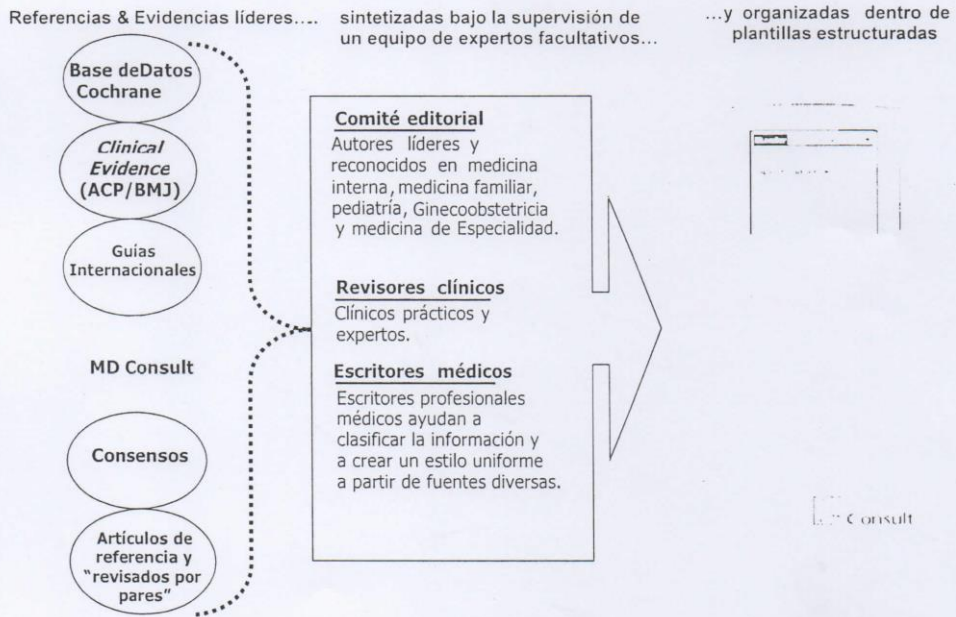 Referencias & Evidencias líderes…..
sintetizadas bajo la supervisión de
un equipo de expertos facultativos…
…y organizadas dentro de
plantillas estructuradas
Base deDatos
Cochrane
Clinical
Evidence
(ACP/BMJ)
Guías
Internacionales
MD Consult
Consensos
Artículos de
referencia y
“revisados por
pares”
Comité editorial
Autores líderes y
reconocidos en medicina
interna, medicina familiar,
pediatría, Ginecoobstetricia
y medicina de Especialidad.
Revisores clínicos
Clínicos prácticos y
expertos.
Escritores médicos
Escritores profesionales
médicos ayudan a
clasificar la información y
a crear un estilo uniforme
a partir de fuentes diversas.
Consult